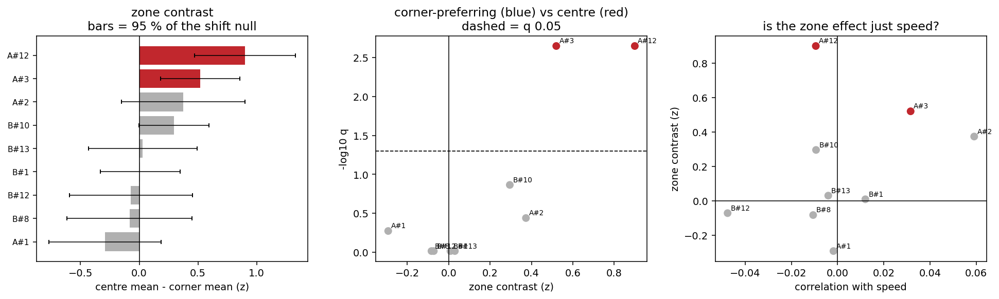 zone contrast
bars = 95 % of the shift null
A#12
A#3
A#2
B#10
B#13
B#1
B#12
B#8
A#1
−0.5
0.0
0.5
1.0
centre mean - corner mean (z)
corner-preferring (blue) vs centre (red)
dashed = q 0.05
-log10 q
2.5
2.0
1.5
1.0
0.5
0.0
A#3
A#12
B#10
A#2
A#1
−0.2
0.0
0.2
0.4
0.6
0.8
zone contrast (z)
is the zone effect just speed?
zone contrast (z)
0.8
0.6
0.4
0.2
0.0
−0.2
A#12
A#3
A#2
B#10
B#13
B#1
B#12
B#8
A#1
−0.04
−0.02
0.00
0.02
0.04
0.06
correlation with speed